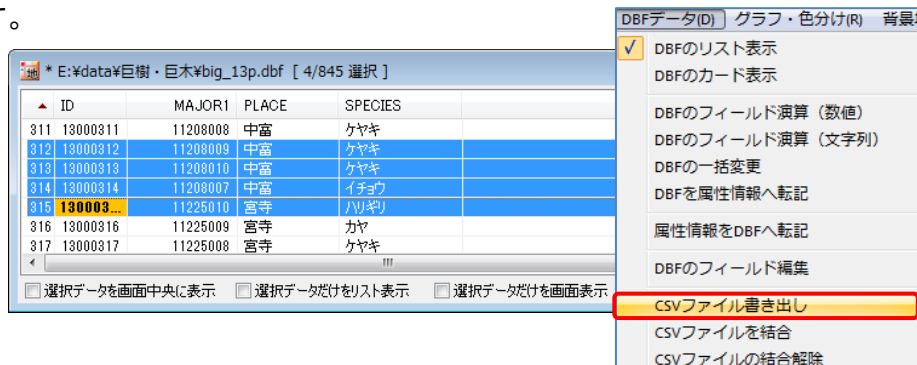 。
* E:¥data¥巨樹・巨木¥big_13p.dbf [ 4/845 選択 ]
ID MAJOR1 PLACE SPECIES
311 13000311 11208008 中富 ケヤキ
312 13000312 11208009 中富 ケヤキ
313 13000313 11208010 中富 ケヤキ
314 13000314 11208007 中富 イチョウ
315 130003... 11225010 宮寺 ハリギリ
316 13000316 11225009 宮寺 カヤ
317 13000317 11225008 宮寺 ケヤキ
選択データを画面中央に表示 選択データだけをリスト表示 選択データだけを画面表示
DBFデータ(D) グラフ・色分け(R) 背景
DBFのリスト表示
DBFのカード表示
DBFのフィールド演算（数値）
DBFのフィールド演算（文字列）
DBFの一括変更
DBFを属性情報へ転記
属性情報をDBFへ転記
DBFのフィールド編集
CSVファイル書き出し
CSVファイルを結合
CSVファイルの結合解除